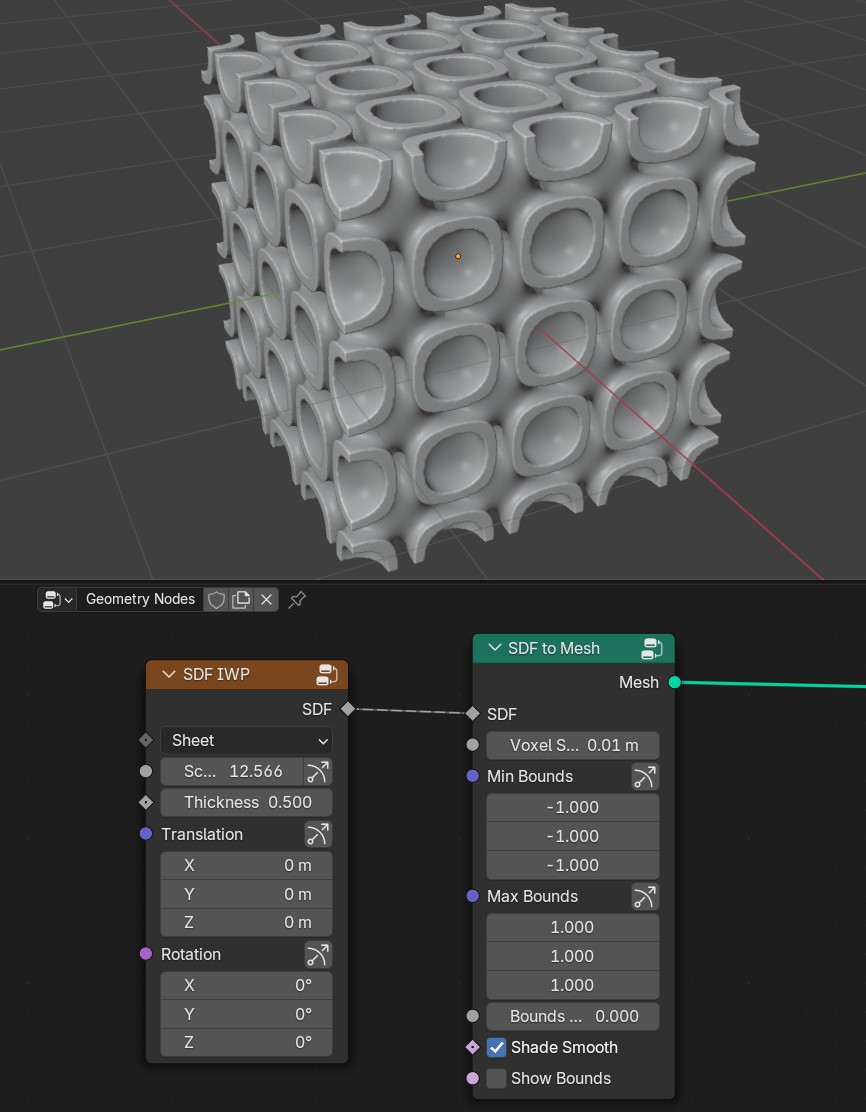 Geometry Nodes
SDF IWP
SDF
Sheet
Sc... 12.566
Thickness 0.500
Translation
X 0 m
Y 0 m
Z 0 m
Rotation
X 0°
Y 0°
Z 0°
SDF to Mesh
Mesh
SDF
Voxel S... 0.01 m
Min Bounds
-1.000
-1.000
-1.000
Max Bounds
1.000
1.000
1.000
Bounds ... 0.000
Shade Smooth
Show Bounds